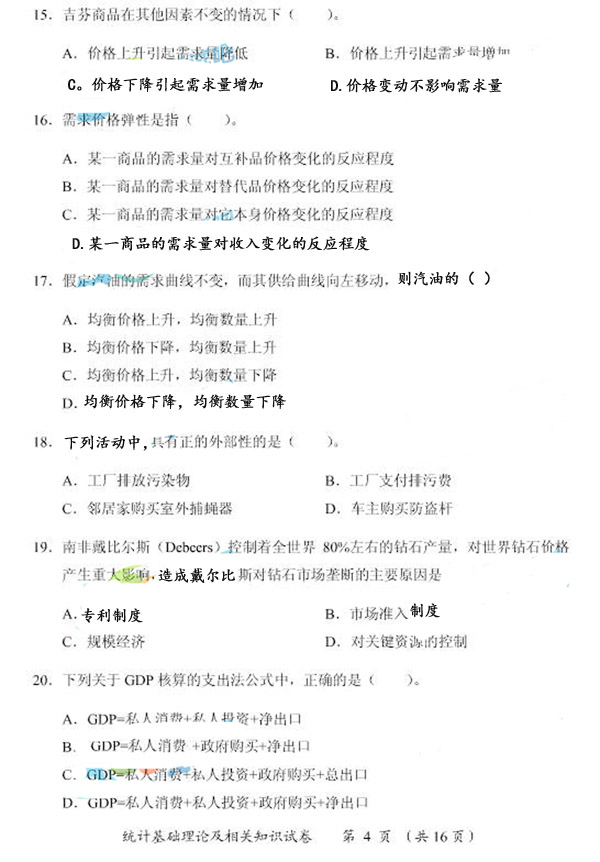 15. 吉芬商品在其他因素不变的情况下（　　）。
A. 价格上升引起需求量降低　　B. 价格上升引起需求量增加
C。价格下降引起需求量增加　　D.价格变动不影响需求量
16. 需求价格弹性是指（　　）。
A. 某一商品的需求量对互补品价格变化的反应程度
B. 某一商品的需求量对替代品价格变化的反应程度
C. 某一商品的需求量对它本身价格变化的反应程度
D.某一商品的需求量对收入变化的反应程度
17. 假定汽油的需求曲线不变，而其供给曲线向左移动，则汽油的（ ）
A. 均衡价格上升，均衡数量上升
B. 均衡价格下降，均衡数量上升
C. 均衡价格上升，均衡数量下降
D. 均衡价格下降，均衡数量下降
18. 下列活动中，具有正的外部性的是（　　）。
A. 工厂排放污染物　　B. 工厂支付排污费
C. 邻居家购买室外捕蝇器　　D. 车主购买防盗杆
19. 南非戴比尔斯（Debeers）控制着全世界 80%左右的钻石产量，对世界钻石价格
产生重大影响，造成戴尔比斯对钻石市场垄断的主要原因是
A.专利制度　　B. 市场准入制度
C. 规模经济　　D. 对关键资源的控制
20. 下列关于 GDP 核算的支出法公式中，正确的是（　　）。
A. GDP=私人消费+私人投资+净出口
B. GDP=私人消费 +政府购买+净出口
C. GDP=私人消费+私人投资+政府购买+总出口
D. GDP=私人消费+私人投资+政府购买+净出口
统计基础理论及相关知识试卷　第 4 页 （共16页）